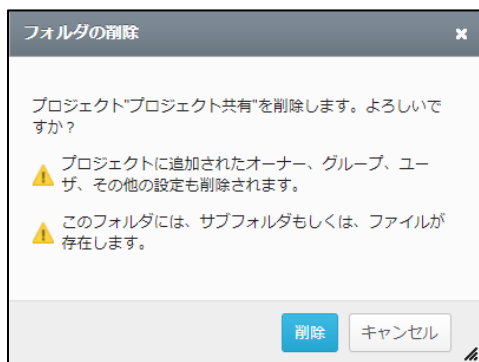 フォルダの削除
プロジェクト"プロジェクト共有"を削除します。よろしいで
すか？
プロジェクトに追加されたオーナー、グループ、ユー
ザ、その他の設定も削除されます。
このフォルダには、サブフォルダもしくは、ファイルが
存在します。
削除
キャンセル